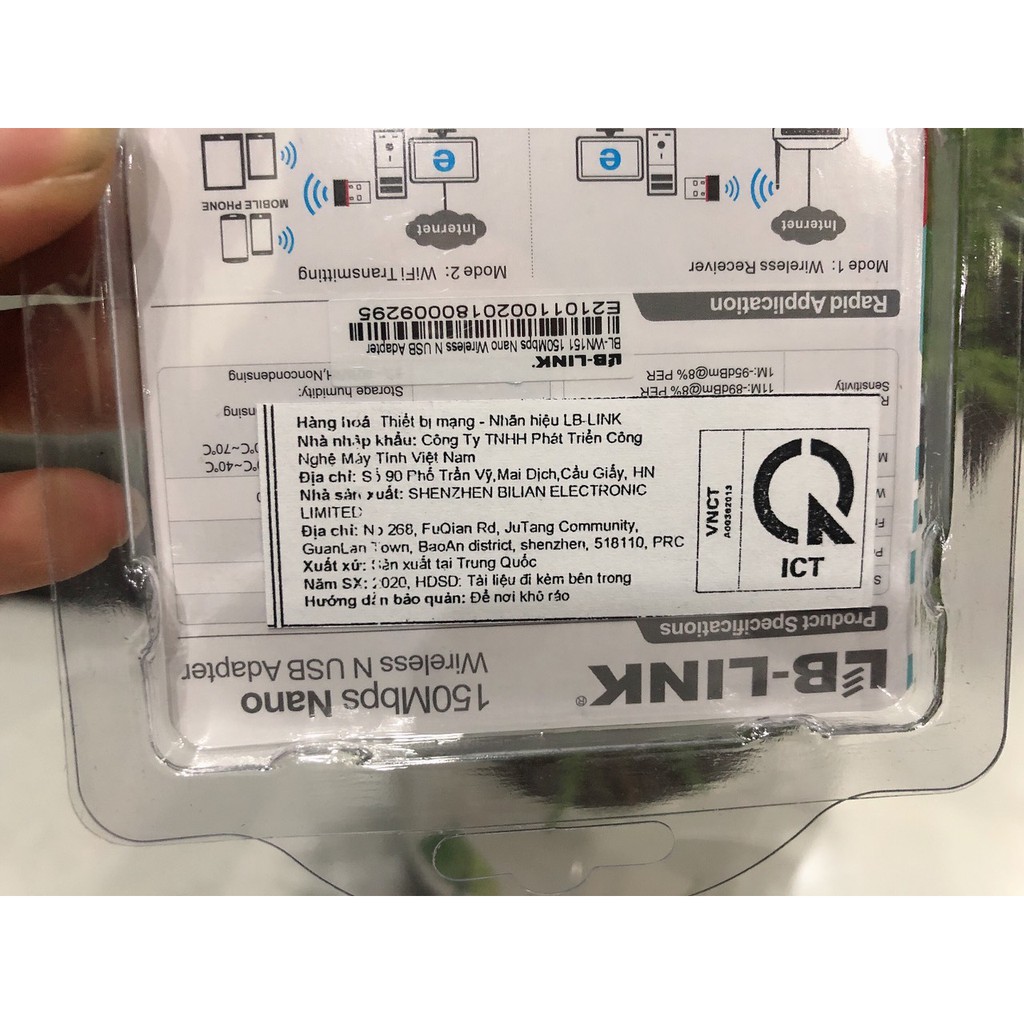 Hàng hoá Thiết bị mạng - Nhãn hiệu LB-LINK
Nhà nhập khẩu: Công Ty TNHH Phát Triển Công
Nghệ Máy Tính Việt Nam
Địa chỉ: Số 90 Phố Trần Vỹ,Mai Dịch,Cầu Giấy, HN
Nhà sản xuất: SHENZHEN BILIAN ELECTRONIC
LIMITED
Địa chỉ: No 268, FuQian Rd, JuTang Community,
GuanLan Town, BaoAn district, shenzhen, 518110, PRC
Xuất xứ: Sản xuất tại Trung Quốc
Năm SX: 2020, HDSD: Tài liệu đi kèm bên trong
Hướng dẫn bảo quản: Để nơi khô ráo
VNCT
A00362013
ICT
LB-LINK®
150Mbps Nano
Wireless N USB Adapter
Product Specifications
~40°C
~70°C
Storage humidity:
H,Noncondensing
Sensitivity
11M:-89dBm@8% PER
1M:-95dBm@8% PER
LB-LINK
BL-WN151 150Mbps Nano Wireless N USB Adapter
E210110020180009295
Rapid Application
Mode 1: Wireless Receiver
Mode 2: WiFi Transmitting
Internet
Internet
MOBILE PHONE